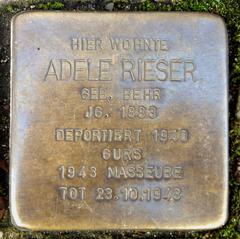 HIER WOHNTE
ADELE RIESER
GEB. BEHR
JG. 1883
DEPORTIERT 1940
GURS
1943 MASSEUBE
TOT 23.10.1943